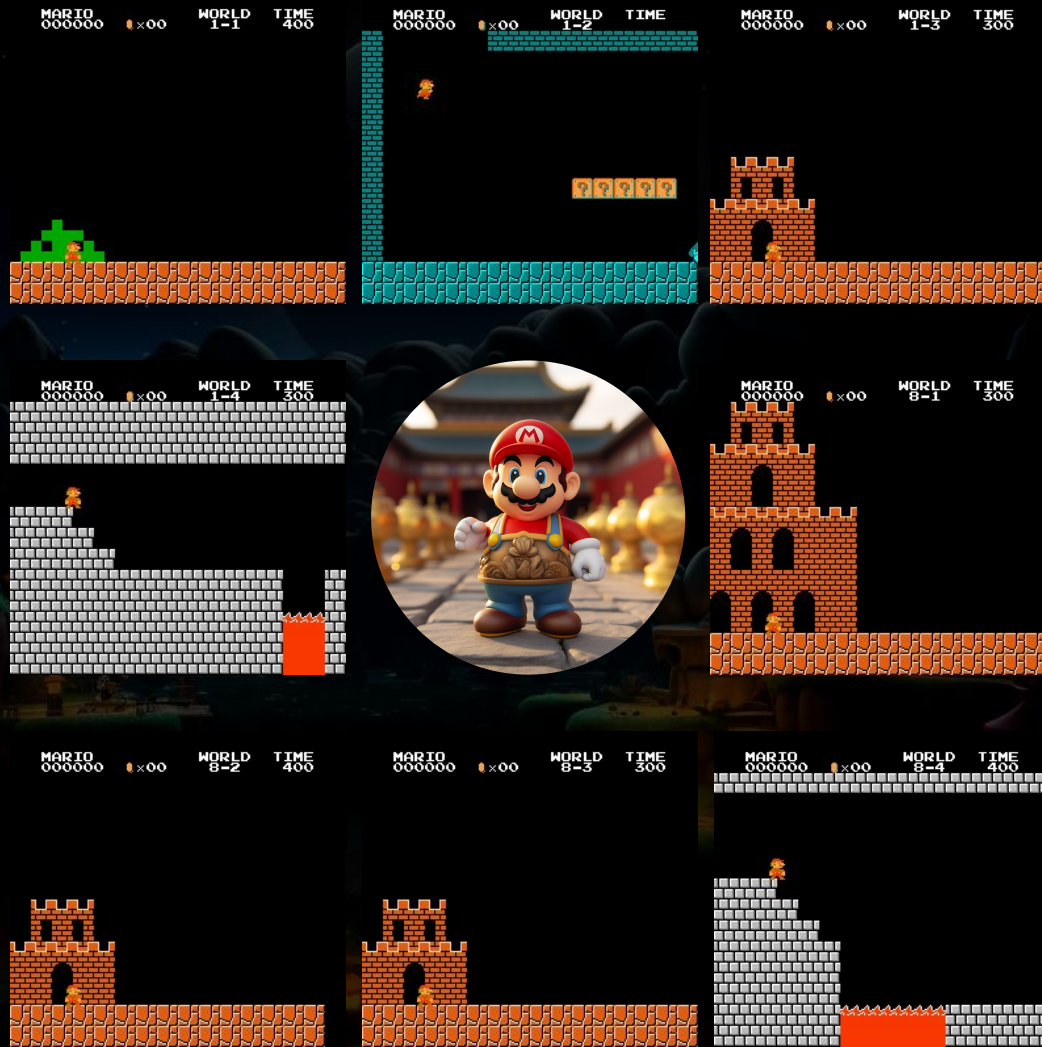 MARIO WORLD TIME
000000 ×00 1-1 400
MARIO WORLD TIME
000000 ×00 1-2
MARIO WORLD TIME
000000 ×00 1-3 300
MARIO WORLD TIME
000000 ×00 1-4 300
? ? ? ? ?
M
MARIO WORLD TIME
000000 ×00 8-1 300
MARIO WORLD TIME
000000 ×00 8-2 400
MARIO WORLD TIME
000000 ×00 8-3 300
MARIO WORLD TIME
000000 ×00 8-4 400